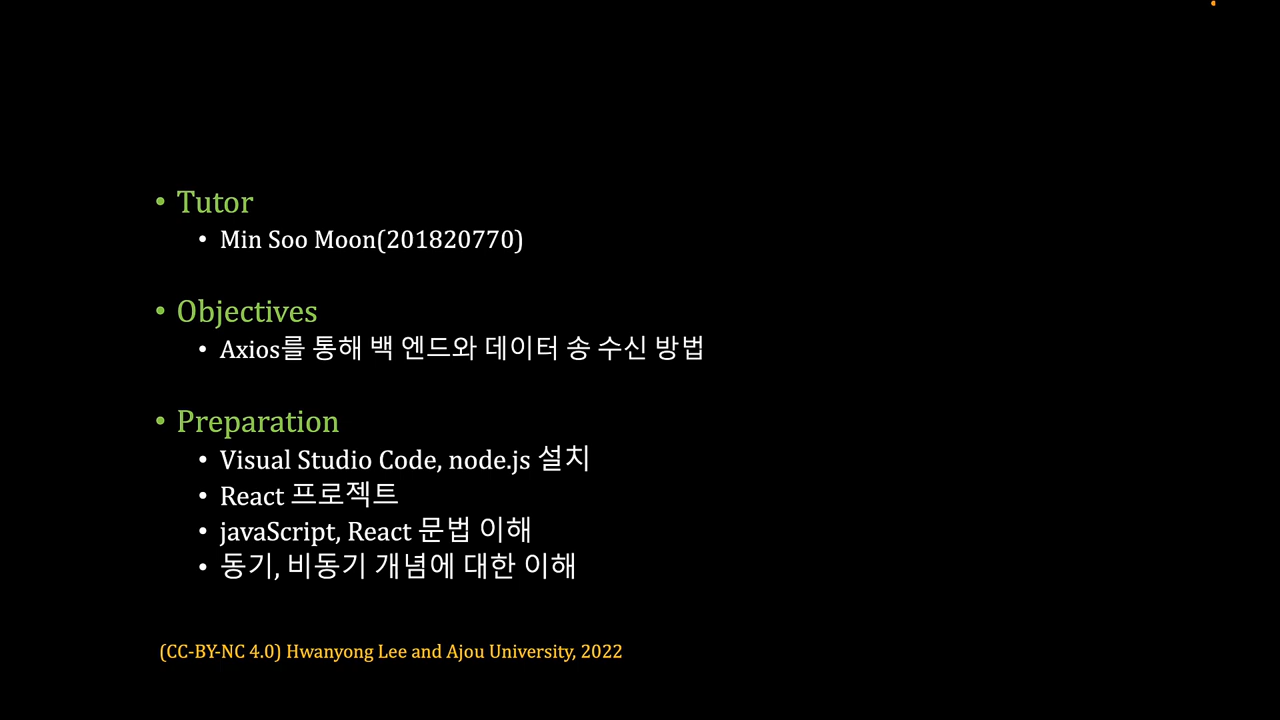 • Tutor
• Min Soo Moon(201820770)
• Objectives
• Axios를 통해 백 엔드와 데이터 송 수신 방법
• Preparation
• Visual Studio Code, node.js 설치
• React 프로젝트
• javaScript, React 문법 이해
• 동기, 비동기 개념에 대한 이해
(CC-BY-NC 4.0) Hwanyong Lee and Ajou University, 2022